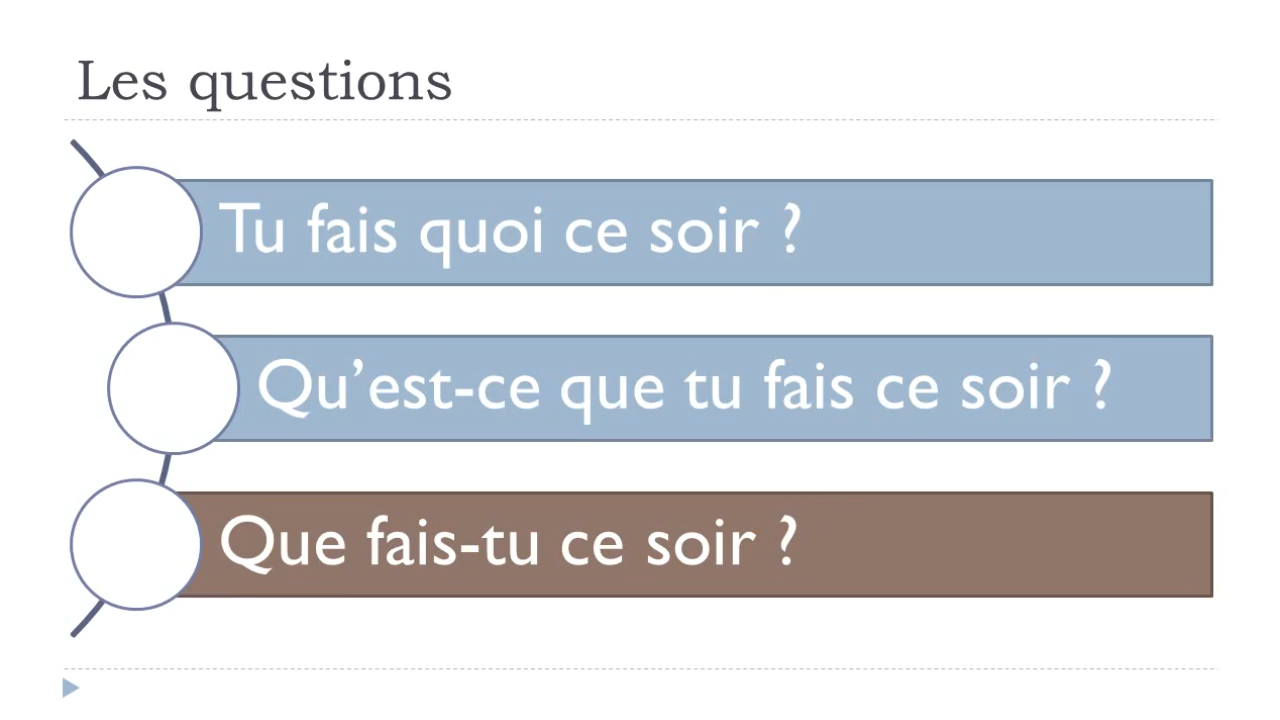 Les questions
Tu fais quoi ce soir ?
Qu’est-ce que tu fais ce soir ?
Que fais-tu ce soir ?